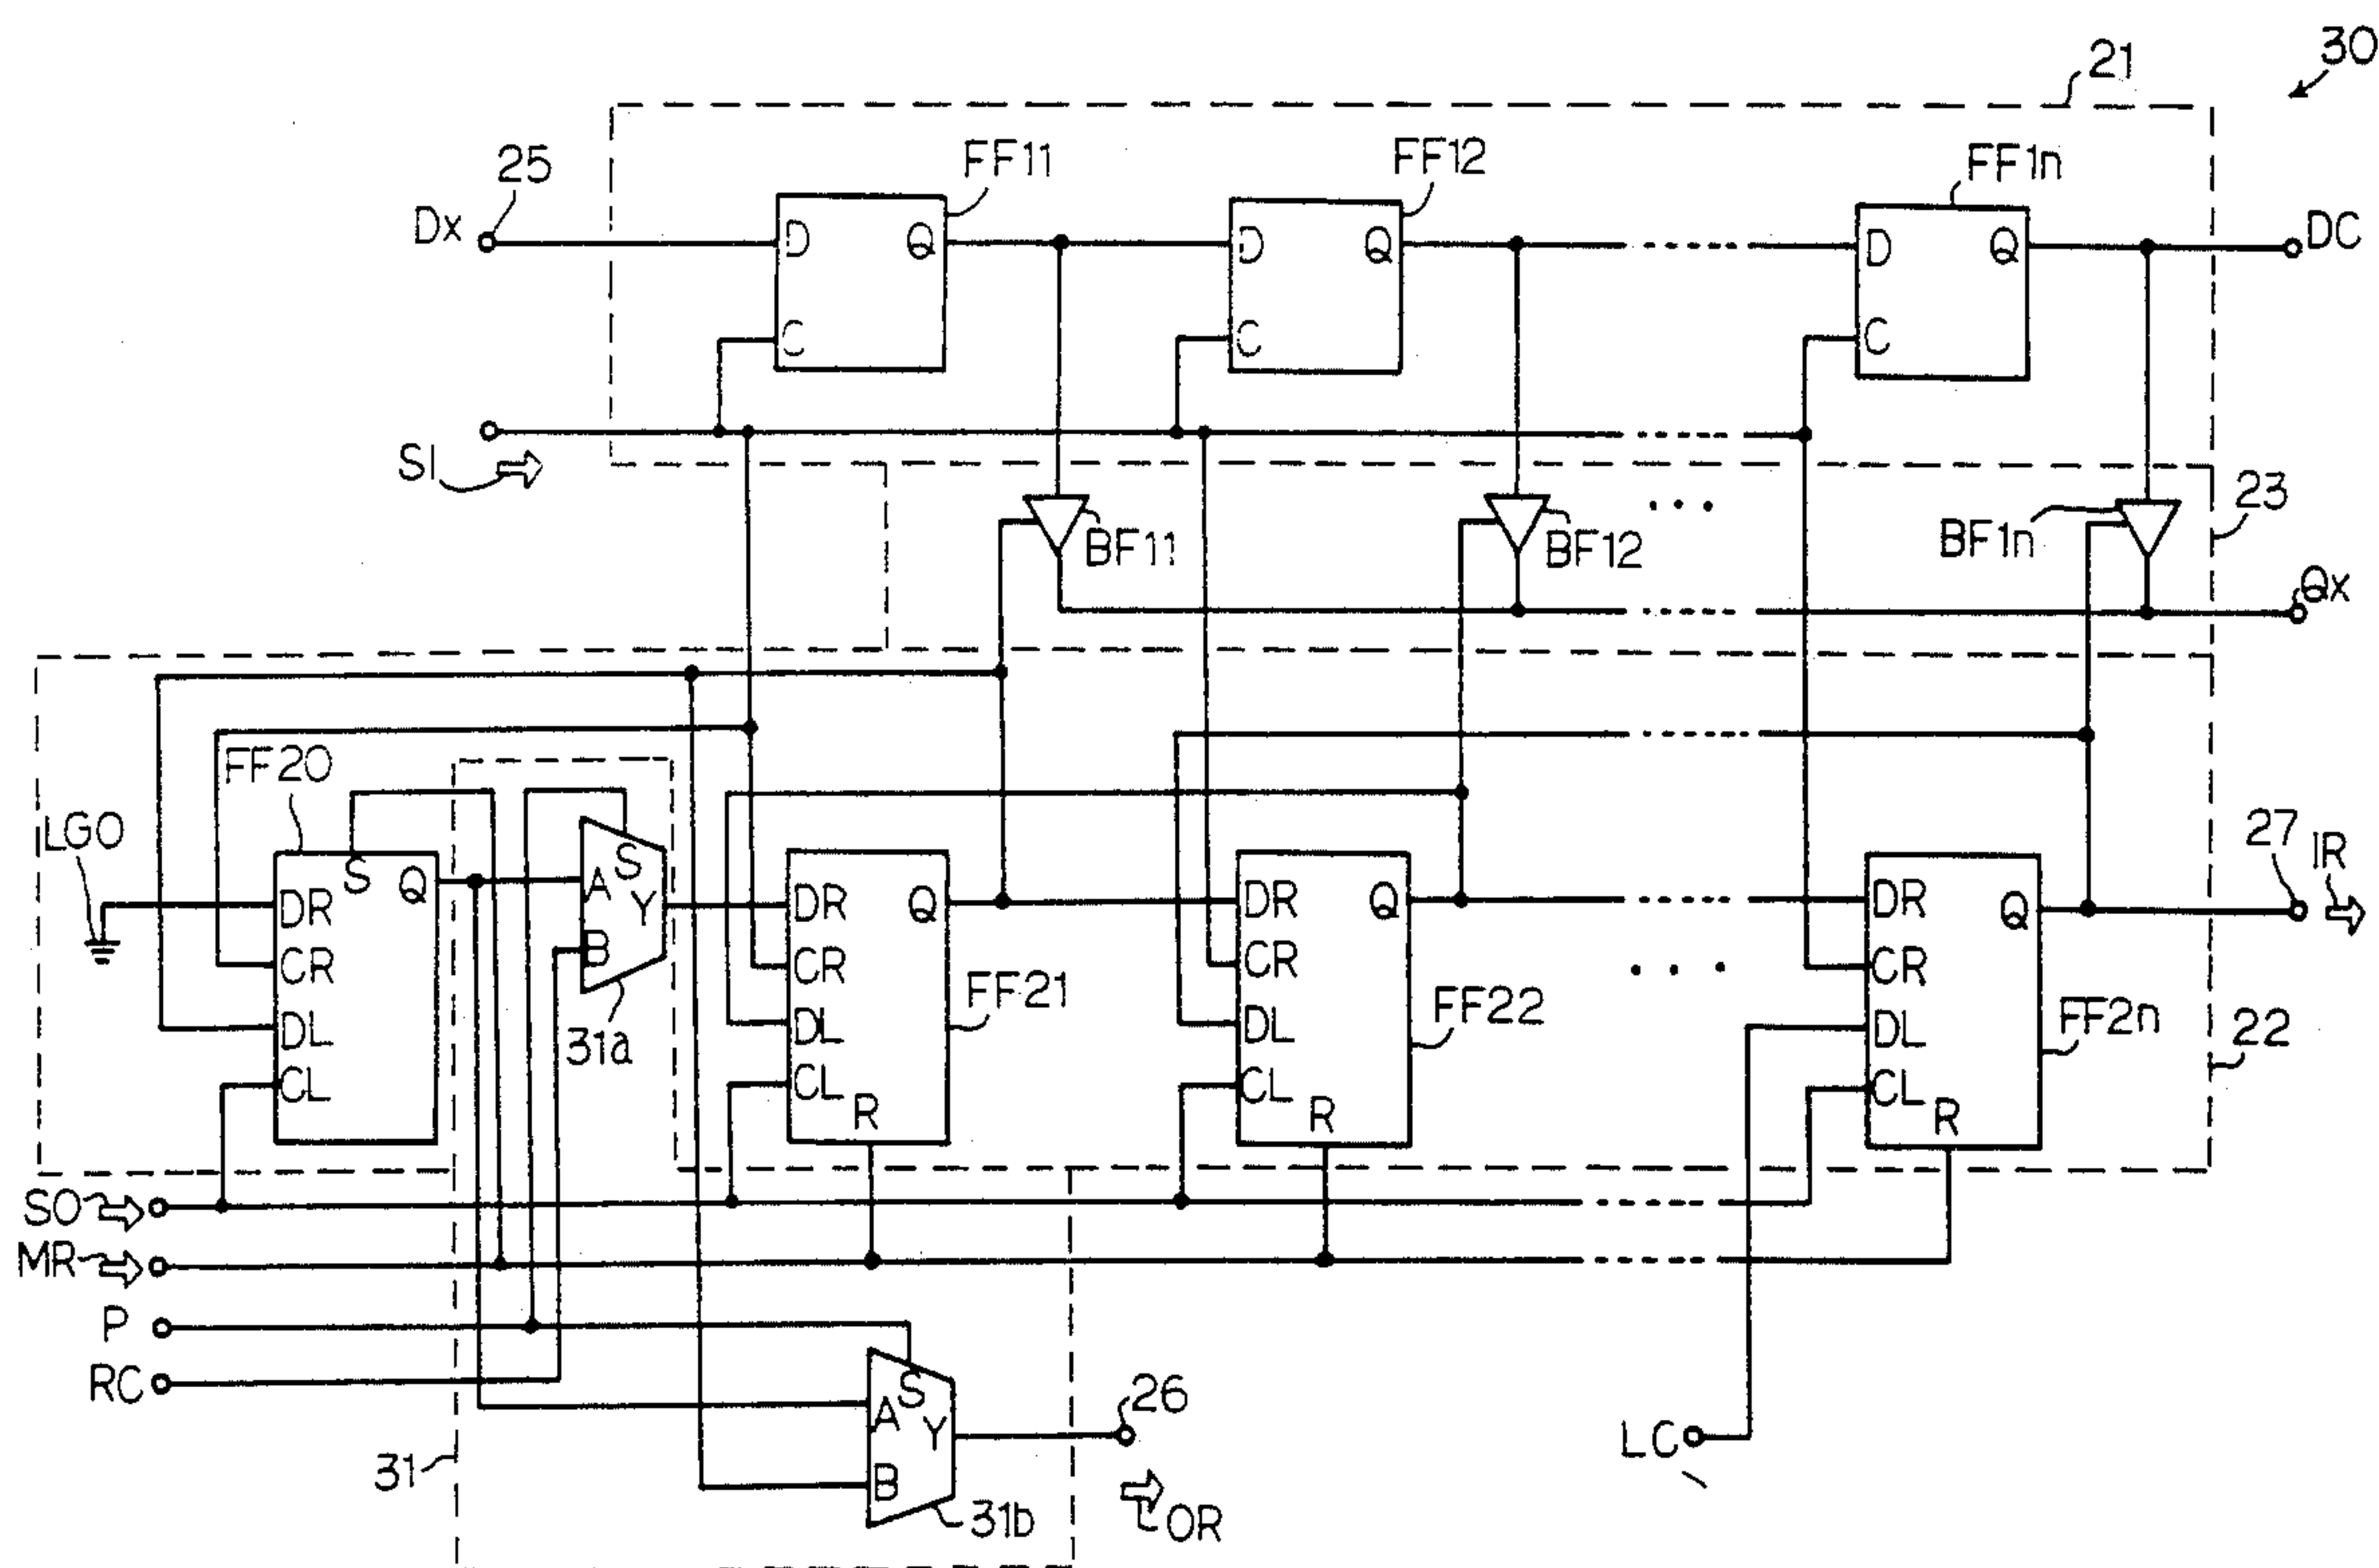 30
21
25
FF11
FF12
FF1n
Dx
D Q
D Q
D Q
DC
C
C
C
SI
23
BF11
BF12
BF1n
Qx
FF20
LG0
S Q
DR
CR
DL
CL
S
A
Y
B
31a
DR Q
CR
DL
CL
R
FF21
DR Q
CR
DL
CL
R
FF22
DR Q
CR
DL
CL
R
FF2n
27
IR
22
SO
MR
P
RC
S
A
Y
B
31b
26
OR
LC
31